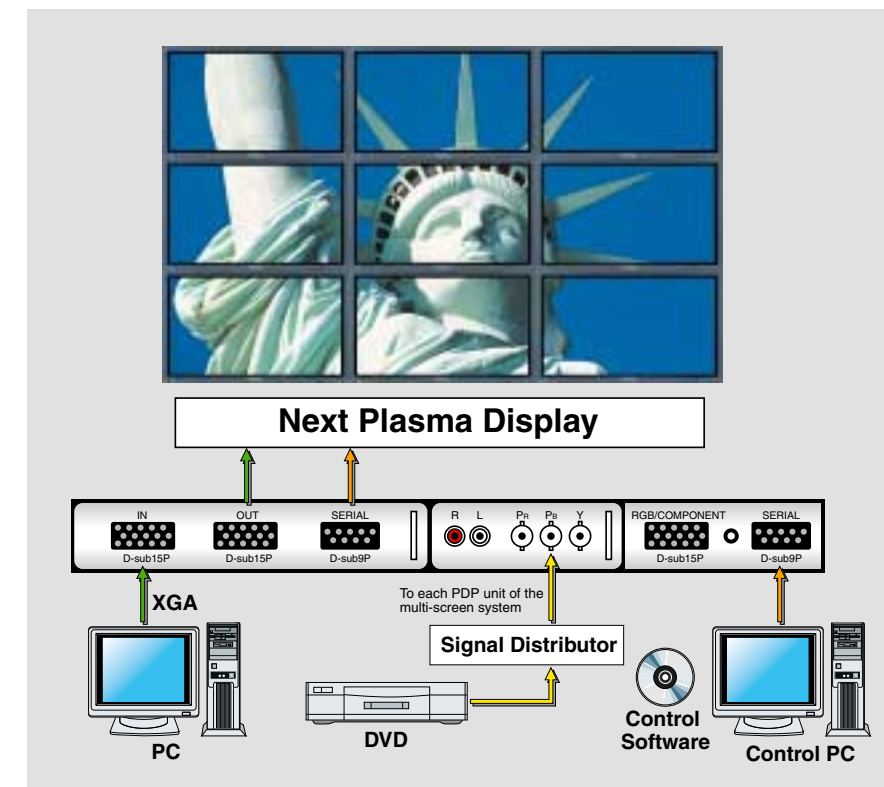 Next Plasma Display
IN
OUT
SERIAL
R L
PR PB Y
RGB/COMPONENT
SERIAL
D-sub15P
D-sub15P
D-sub9P
D-sub15P
D-sub9P
XGA
To each PDP unit of the
multi-screen system
Signal Distributor
PC
DVD
Control
Software
Control PC